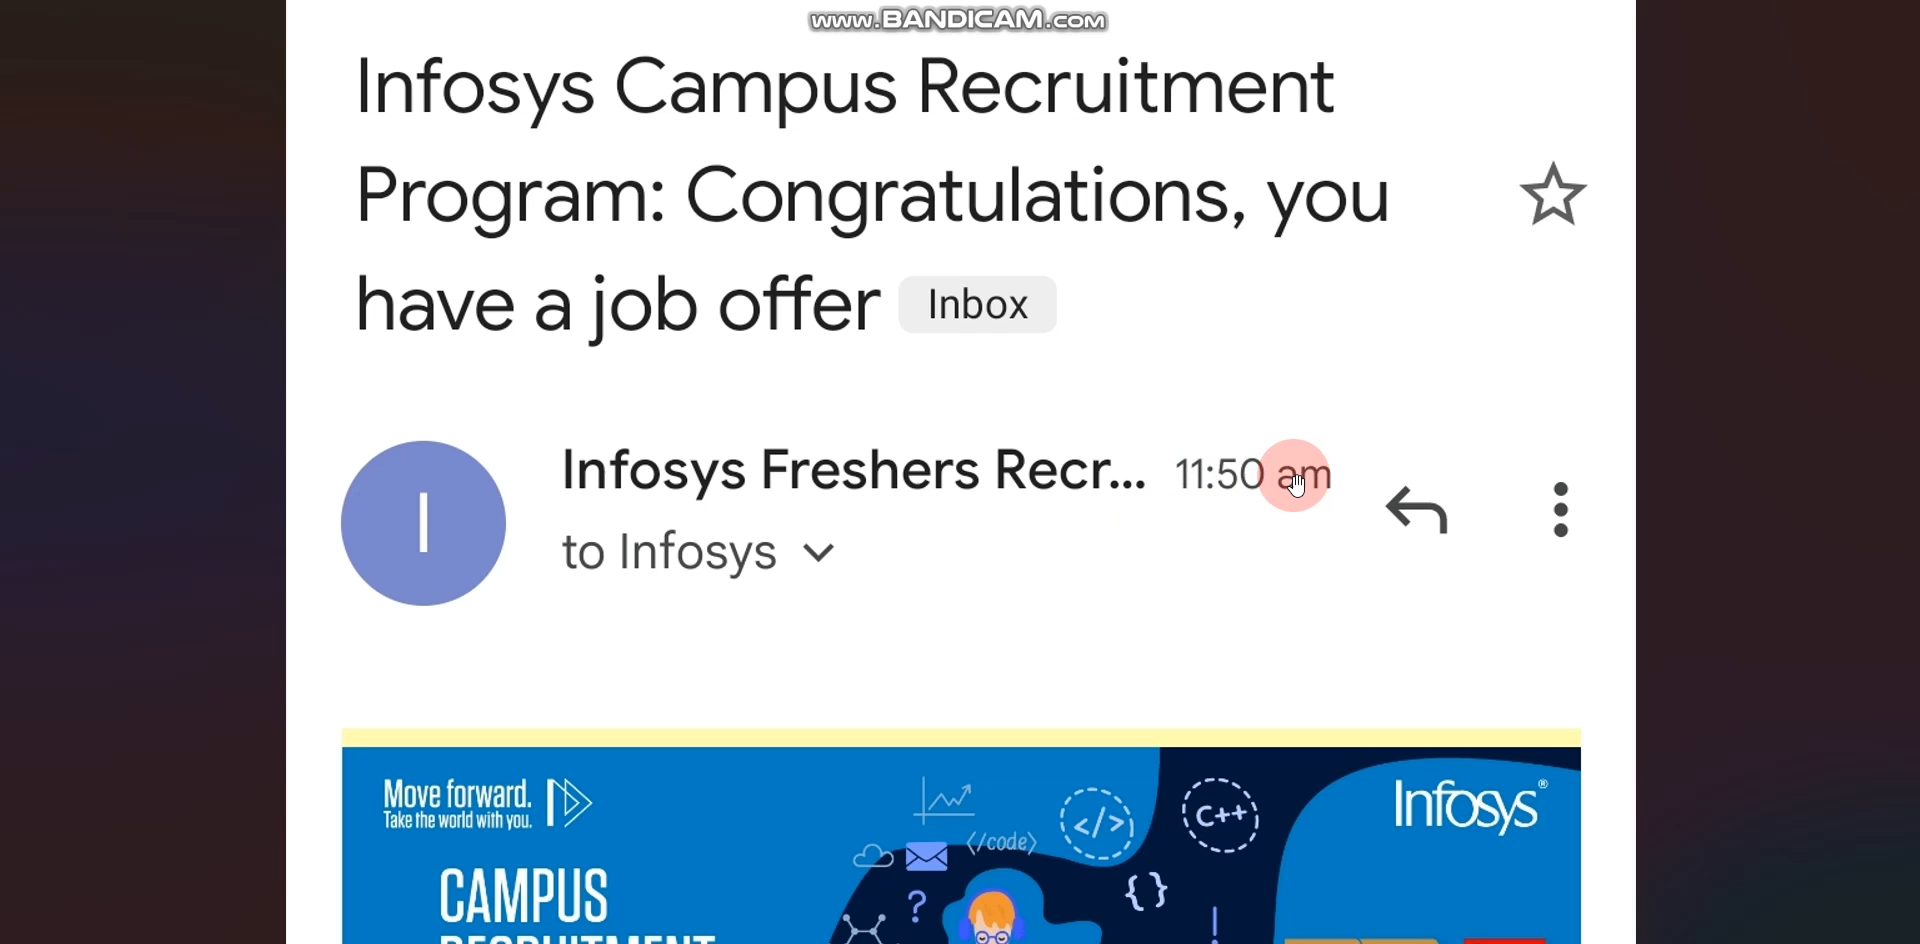 www.BANDICAM.com
Infosys Campus Recruitment
Program: Congratulations, you
have a job offer Inbox
I
Infosys Freshers Recr... 11:50 am
to Infosys
Move forward.
Take the world with you.
Infosys®
C++
</>
</code>
{ }
?
CAMPUS
RECRUITMENT